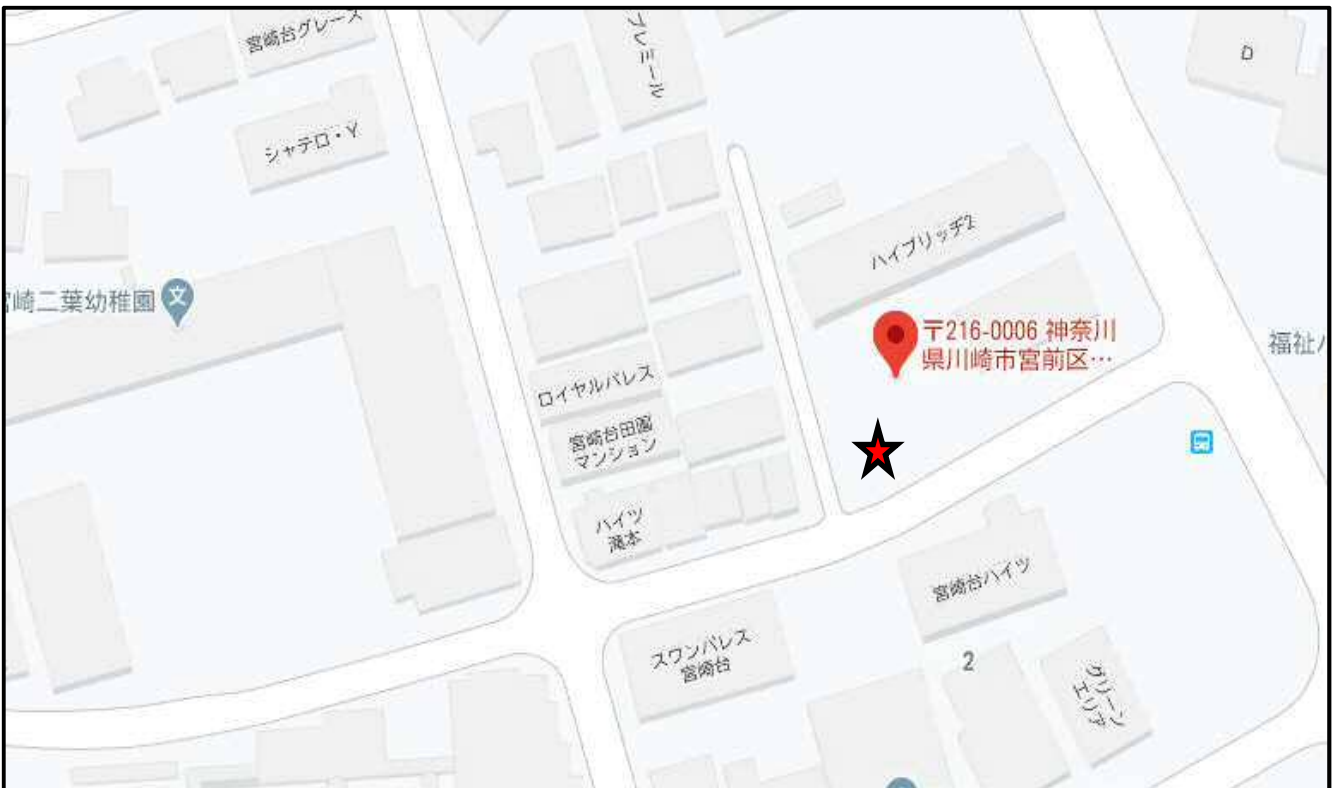 宮崎台グレース
プレミール
D
シャテロ・Y
ハイブリッヂ2
崎二葉幼稚園
文
〒216-0006 神奈川
県川崎市宮前区…
福祉
ロイヤルパレス
宮崎台田園
マンション
ハイツ
瀧本
宮崎台ハイツ
スワンパレス
宮崎台
2
グリーン
エリア